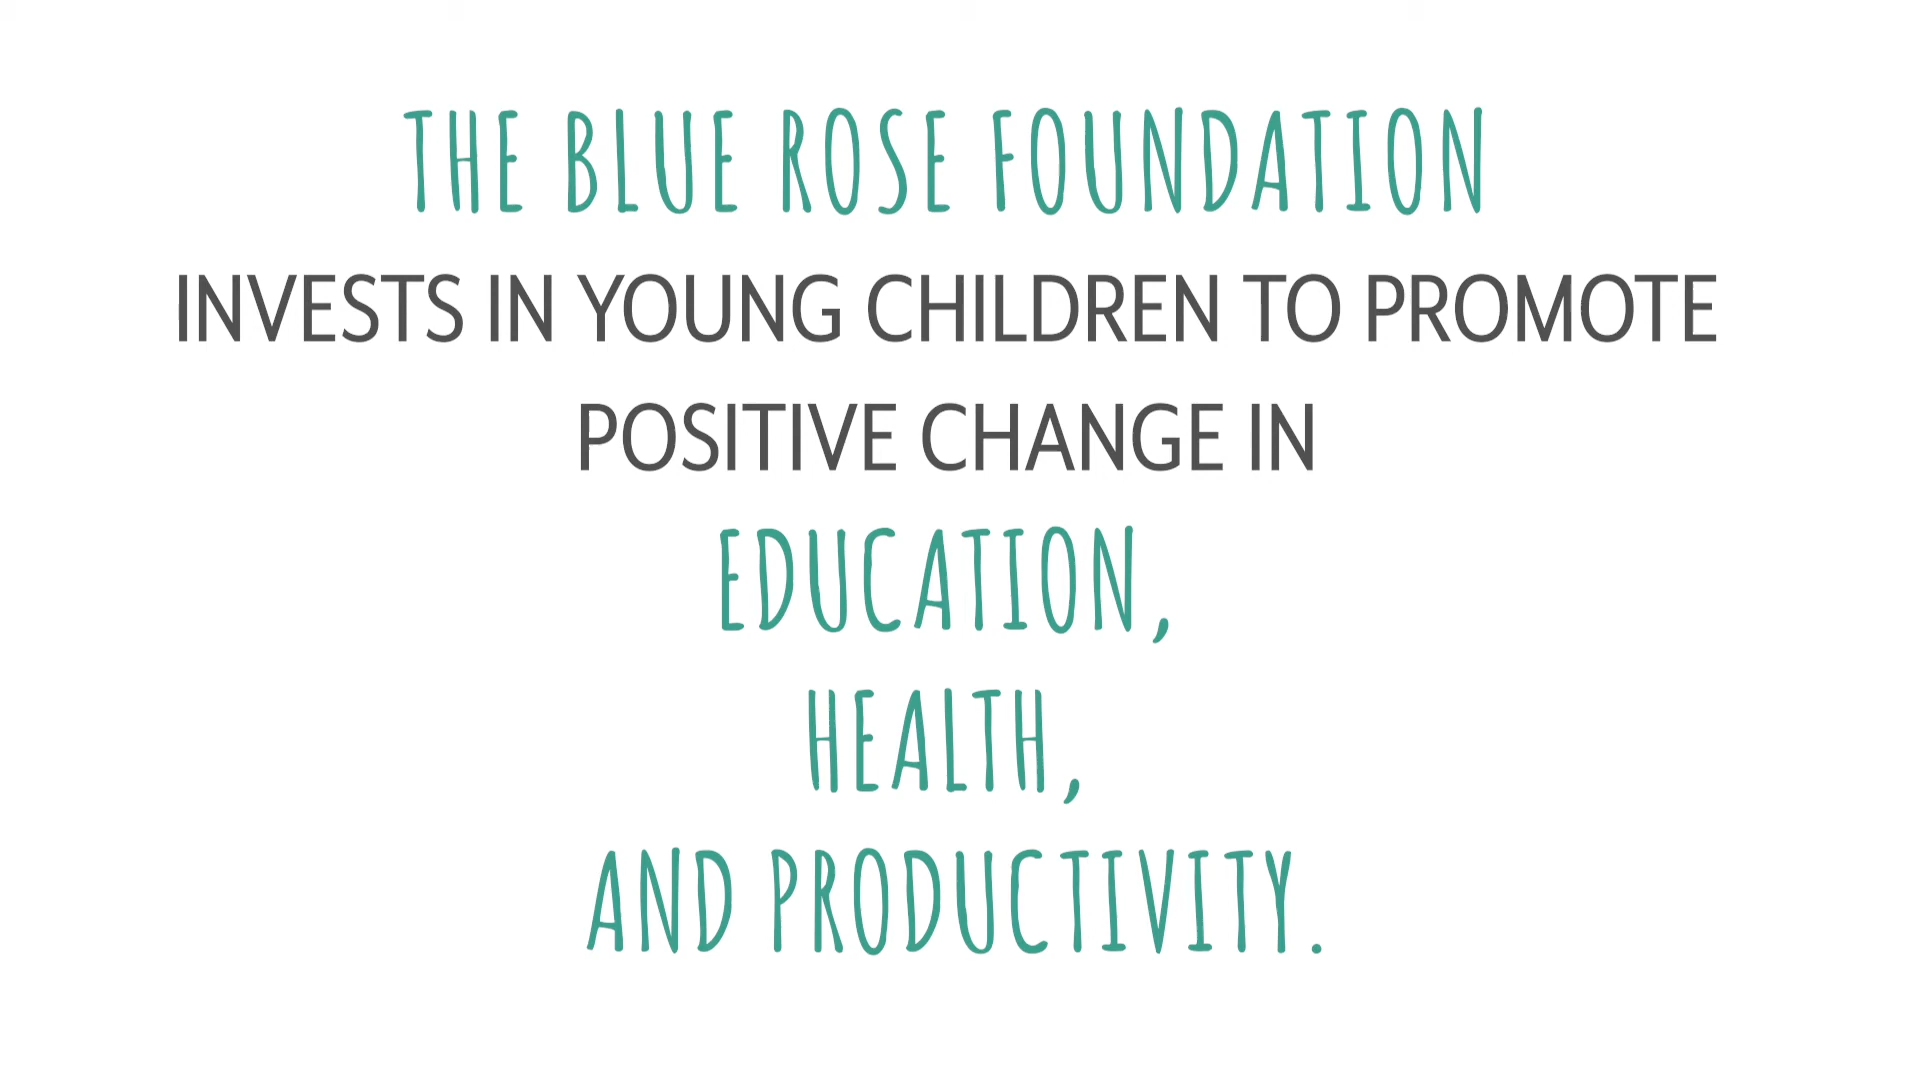 THE BLUE ROSE FOUNDATION
INVESTS IN YOUNG CHILDREN TO PROMOTE
POSITIVE CHANGE IN
EDUCATION,
HEALTH,
AND PRODUCTIVITY.